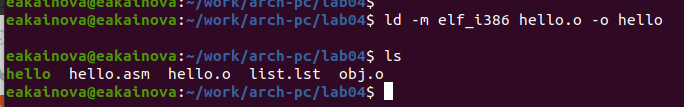 eakainova@eakainova:~/work/arch-pc/lab04$ ld -m elf_i386 hello.o -o hello
eakainova@eakainova:~/work/arch-pc/lab04$ ls
hello  hello.asm  hello.o  list.lst  obj.o
eakainova@eakainova:~/work/arch-pc/lab04$